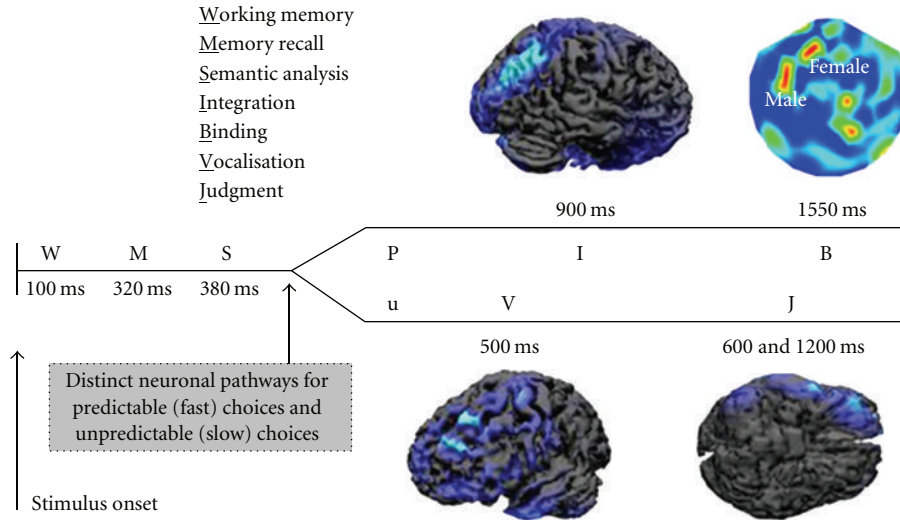 Working memory
Memory recall
Semantic analysis
Integration
Binding
Vocalisation
Judgment
Female
Male
900 ms
1550 ms
W
M
S
P
I
B
100 ms
320 ms
380 ms
u
V
J
500 ms
600 and 1200 ms
Distinct neuronal pathways for
predictable (fast) choices and
unpredictable (slow) choices
Stimulus onset